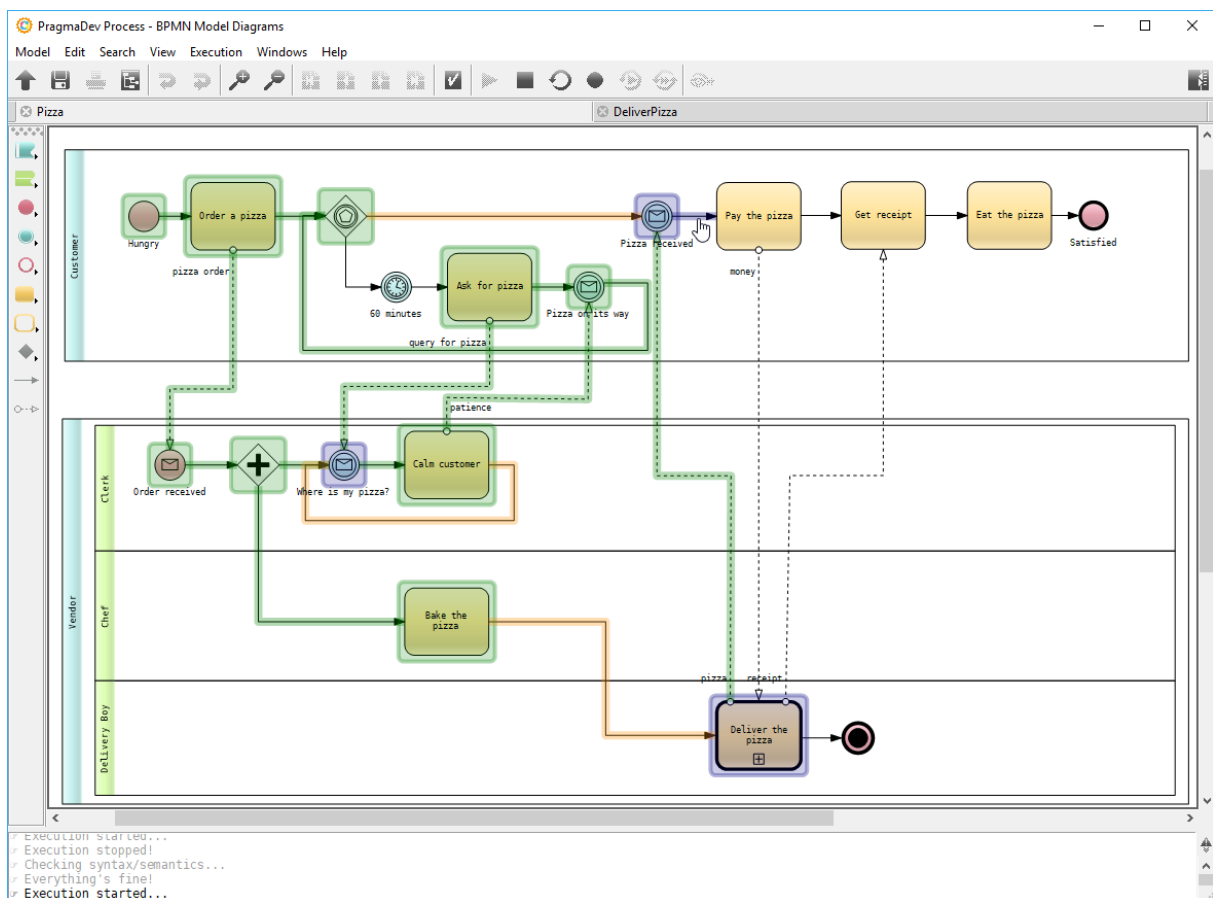 PragmaDev Process - BPMN Model Diagrams
Model Edit Search View Execution Windows Help
Pizza
DeliverPizza
Customer
Hungry
Order a pizza
pizza order
60 minutes
Ask for pizza
query for pizza
Pizza on its way
Pizza received
Pay the pizza
money
Get receipt
Eat the pizza
Satisfied
patience
Vendor
Clerk
Order received
Where is my pizza?
Calm customer
Chef
Bake the
pizza
Delivery Boy
pizza
receipt
Deliver the
pizza
Execution started...
Execution stopped!
Checking syntax/semantics...
Everything's fine!
Execution started...